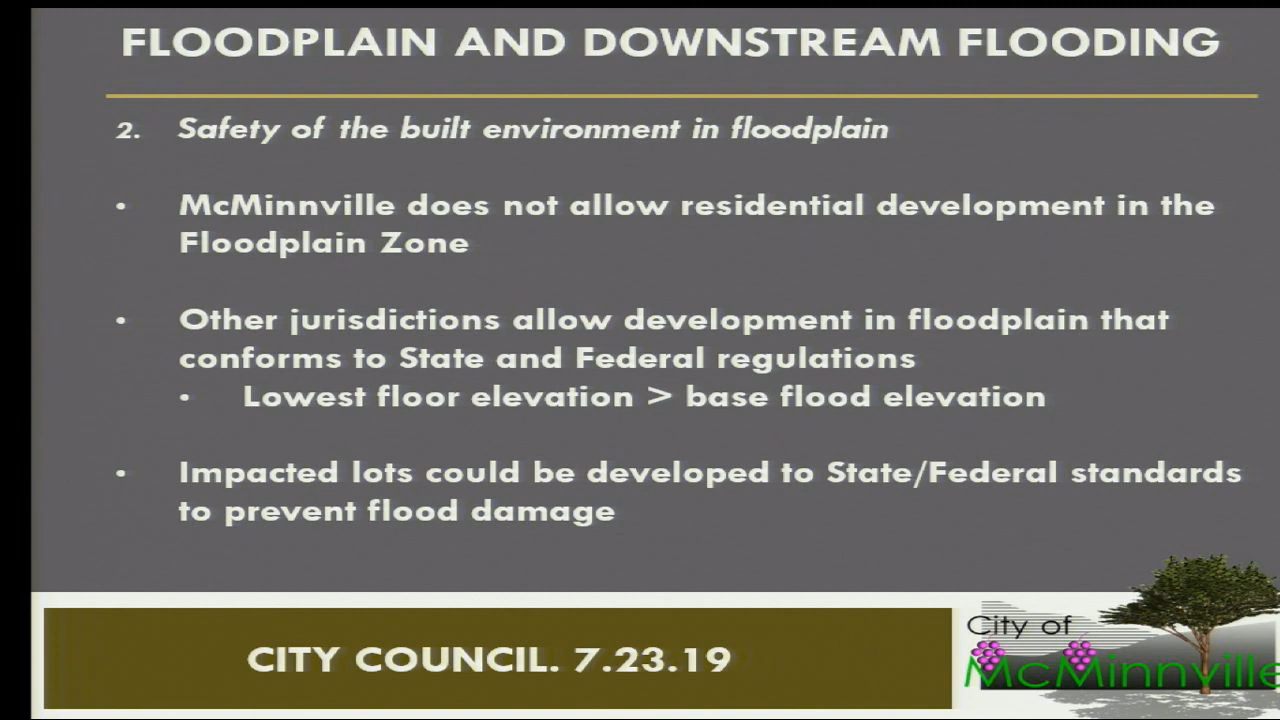 FLOODPLAIN AND DOWNSTREAM FLOODING
2. Safety of the built environment in floodplain
• McMinnville does not allow residential development in the
Floodplain Zone
• Other jurisdictions allow development in floodplain that
conforms to State and Federal regulations
• Lowest floor elevation > base flood elevation
• Impacted lots could be developed to State/Federal standards
to prevent flood damage
CITY COUNCIL. 7.23.19
City of
McMinnville